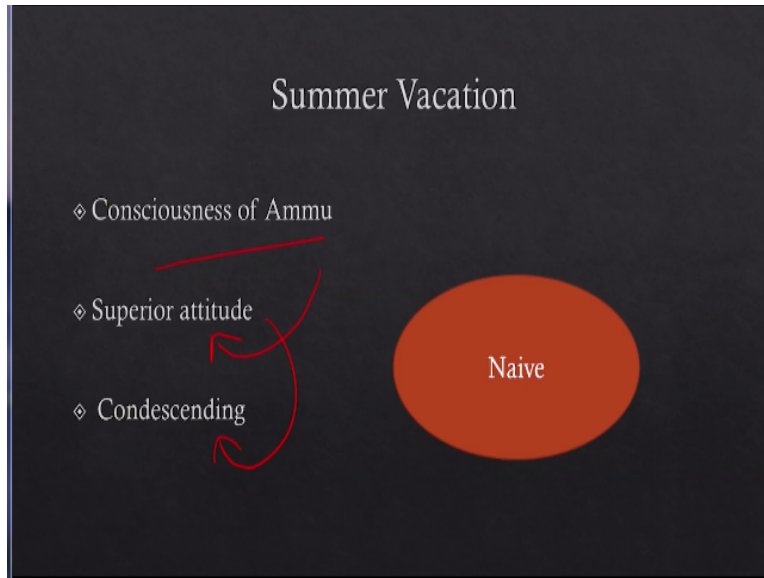 Summer Vacation
Consciousness of Ammu
Superior attitude
Condescending
Naive